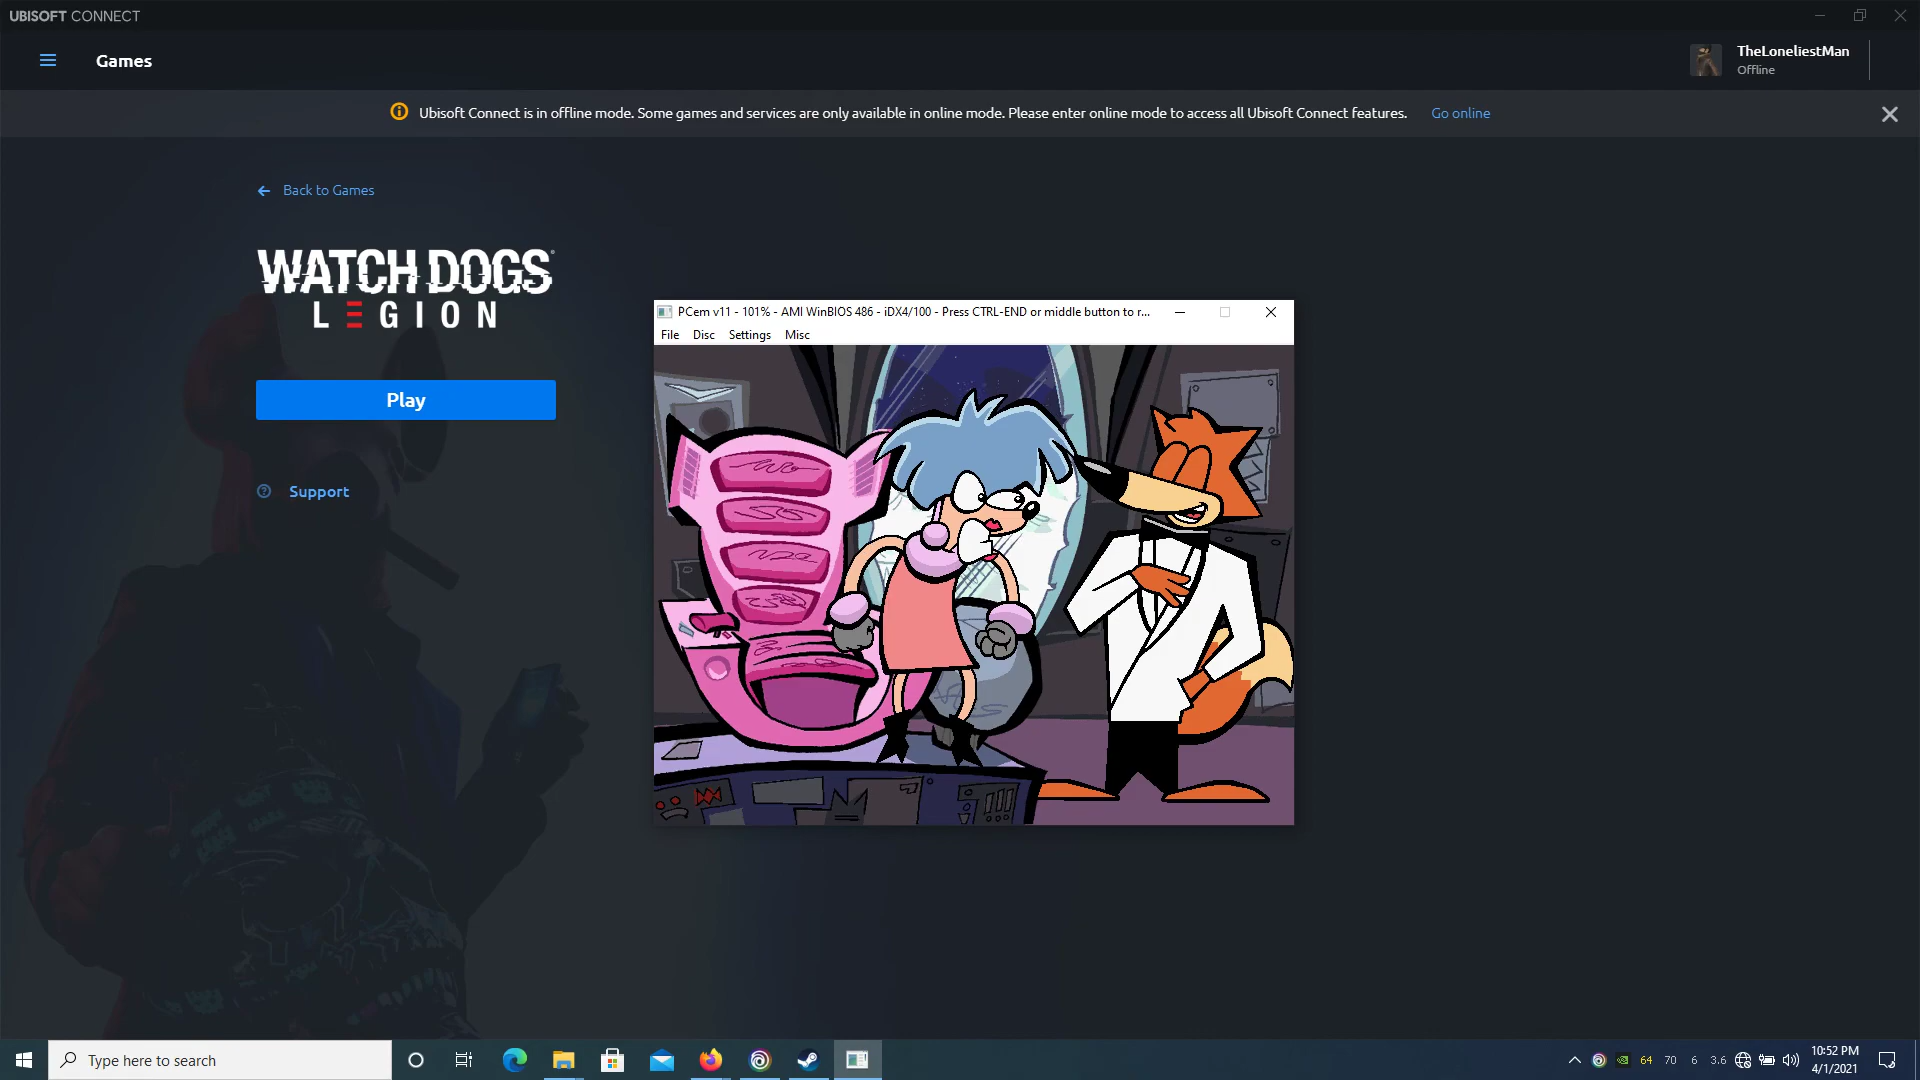 UBISOFT CONNECT
Games
TheLoneliestMan
Offline
Ubisoft Connect is in offline mode. Some games and services are only available in online mode. Please enter online mode to access all Ubisoft Connect features. Go online
Back to Games
WATCH DOGS
LEGION
Play
Support
PCem v11 - 101% - AMI WinBIOS 486 - iDX4/100 - Press CTRL-END or middle button to r...
File Disc Settings Misc
Type here to search
64 70 6 3.6
10:52 PM
4/1/2021